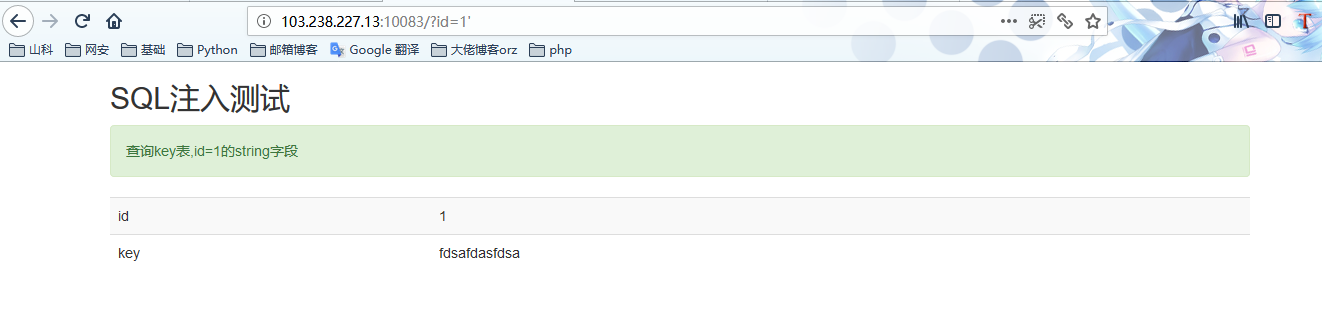 103.238.227.13:10083/?id=1'
山科 网安 基础 Python 邮箱博客 Google 翻译 大佬博客orz php
SQL注入测试
查询key表,id=1的string字段
id 1
key fdsafdasfdsa